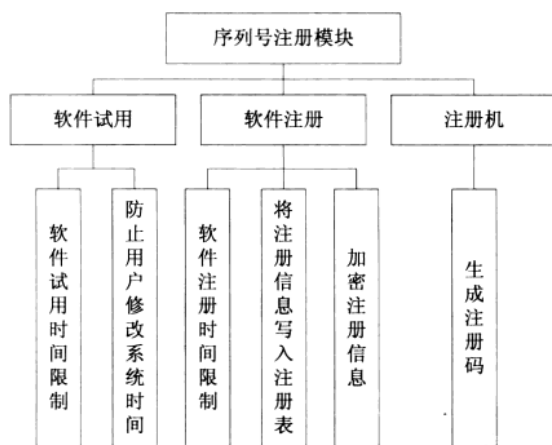 序列号注册模块
软件试用
软件注册
注册机
软件试用时间限制
防止用户修改系统时间
软件注册时间限制
将注册信息写入注册表
加密注册信息
生成注册码